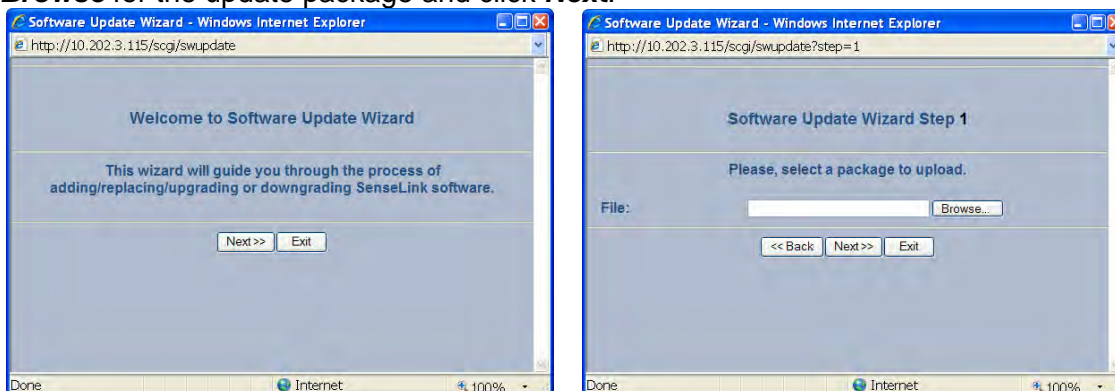 Browse for the update package and click Next.
Software Update Wizard - Windows Internet Explorer
http://10.202.3.115/scgi/swupdate
Welcome to Software Update Wizard
This wizard will guide you through the process of
adding/replacing/upgrading or downgrading SenseLink software.
Next>> Exit
Done Internet 100%
Software Update Wizard - Windows Internet Explorer
http://10.202.3.115/scgi/swupdate?step=1
Software Update Wizard Step 1
Please, select a package to upload.
File: Browse...
<<Back Next>> Exit
Done Internet 100%